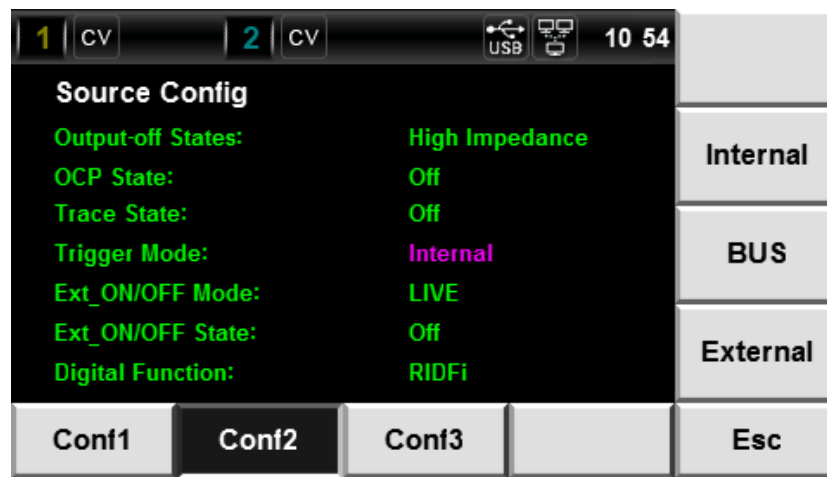 1 CV 2 CV USB 10 54
Source Config
Output-off States: High Impedance
OCP State: Off
Trace State: Off
Trigger Mode: Internal
Ext_ON/OFF Mode: LIVE
Ext_ON/OFF State: Off
Digital Function: RIDFi
Internal
BUS
External
Conf1 Conf2 Conf3 Esc